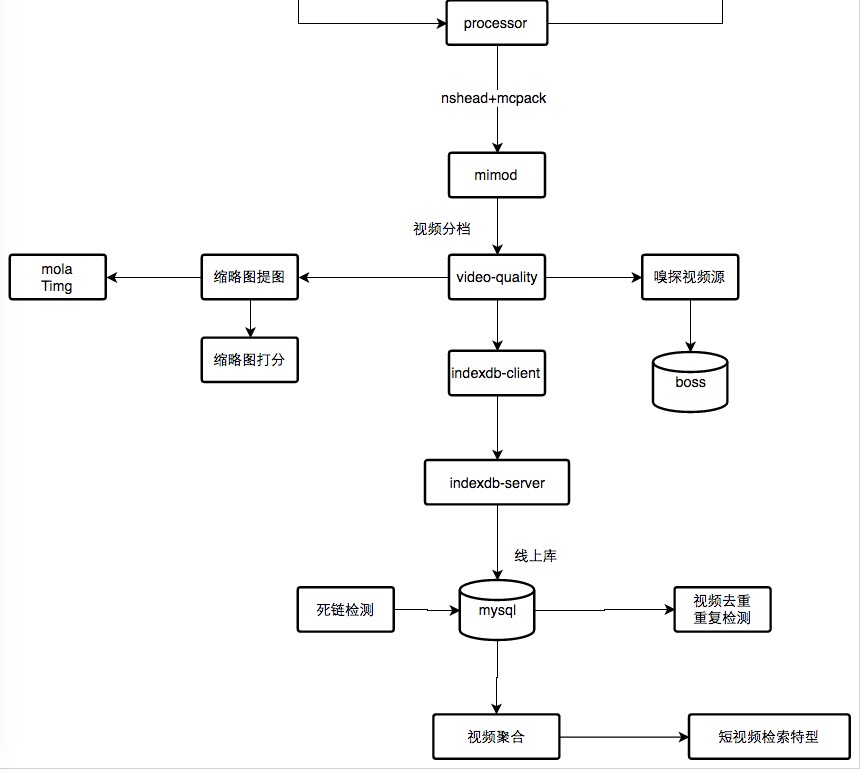 processor
nshead+mcpack
mimod
视频分档
mola
Timg
缩略图提图
video-quality
嗅探视频源
缩略图打分
indexdb-client
boss
indexdb-server
线上库
死链检测
mysql
视频去重
重复检测
视频聚合
短视频检索特型